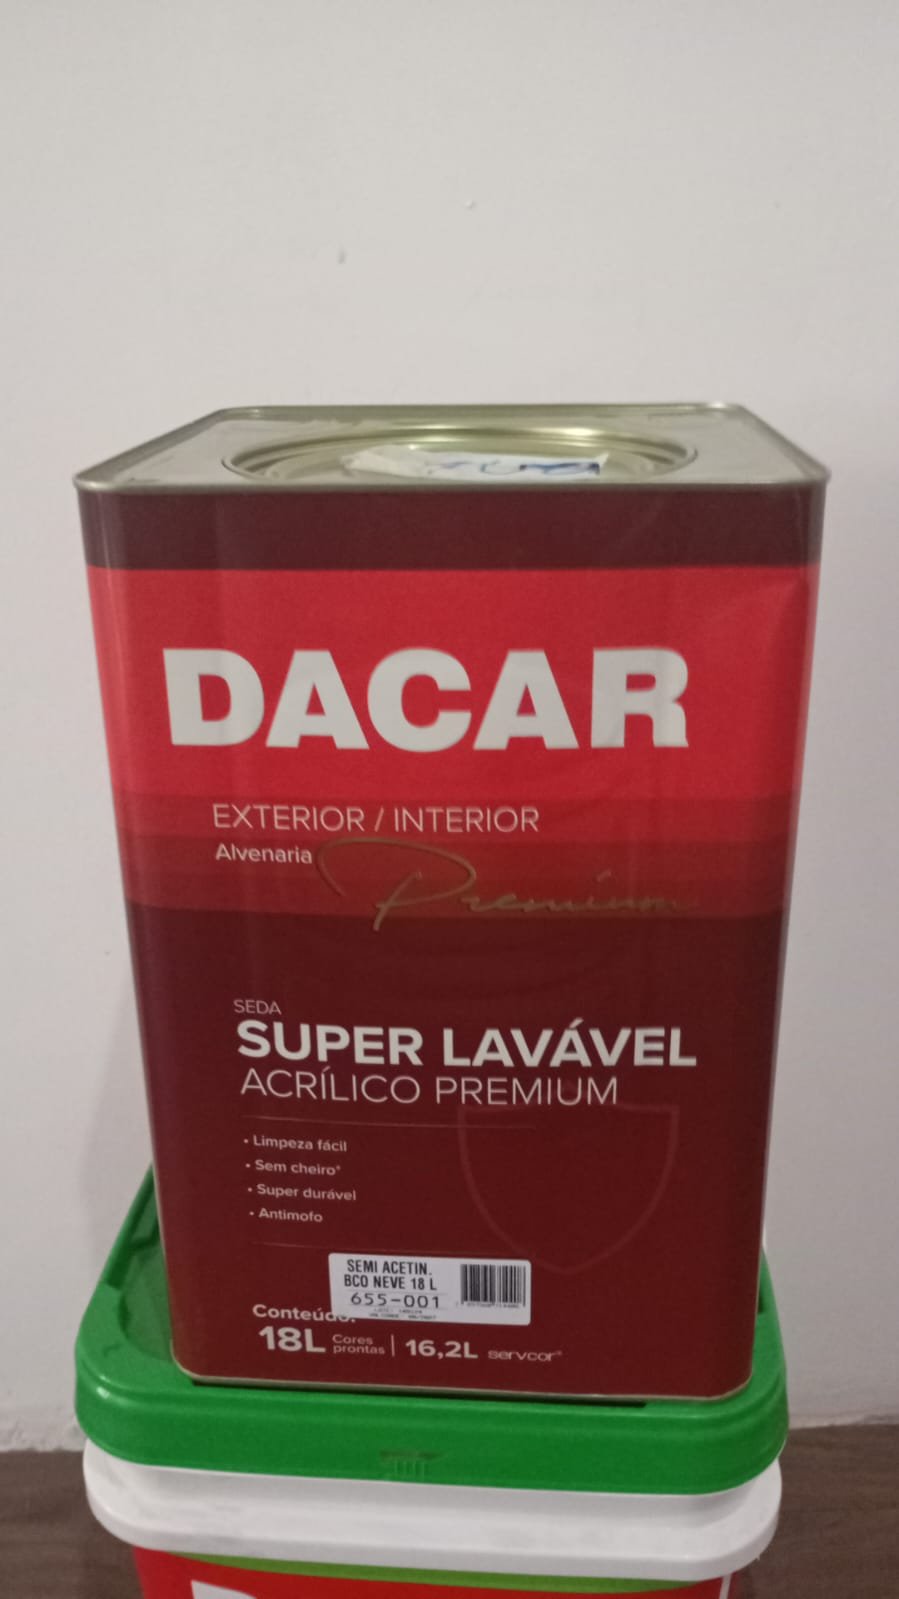 DACAR
EXTERIOR / INTERIOR
Alvenaria
Premium
SEDA
SUPER LAVÁVEL
ACRÍLICO PREMIUM
• Limpeza fácil
• Sem cheiro*
• Super durável
• Antimofo
SEMI ACETIN.
BCO NEVE 18 L
655-001
Conteúdo:
18L Cores prontas | 16,2L servcor®